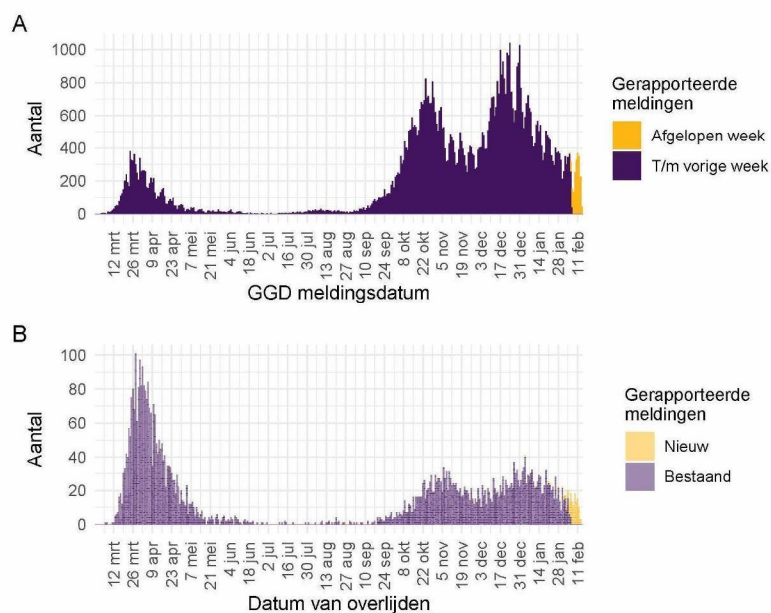 A
1000
800
600
400
200
0
Aantal
12 mrt
26 mrt
9 apr
23 apr
7 mei
21 mei
4 jun
18 jun
2 jul
16 jul
30 jul
13 aug
27 aug
10 sep
24 sep
8 okt
22 okt
5 nov
19 nov
3 dec
17 dec
31 dec
14 jan
28 jan
11 feb
GGD meldingsdatum
Gerapporteerde
meldingen
Afgelopen week
T/m vorige week
B
100
80
60
40
20
0
Aantal
12 mrt
26 mrt
9 apr
23 apr
7 mei
21 mei
4 jun
18 jun
2 jul
16 jul
30 jul
13 aug
27 aug
10 sep
24 sep
8 okt
22 okt
5 nov
19 nov
3 dec
17 dec
31 dec
14 jan
28 jan
11 feb
Datum van overlijden
Gerapporteerde
meldingen
Nieuw
Bestaand